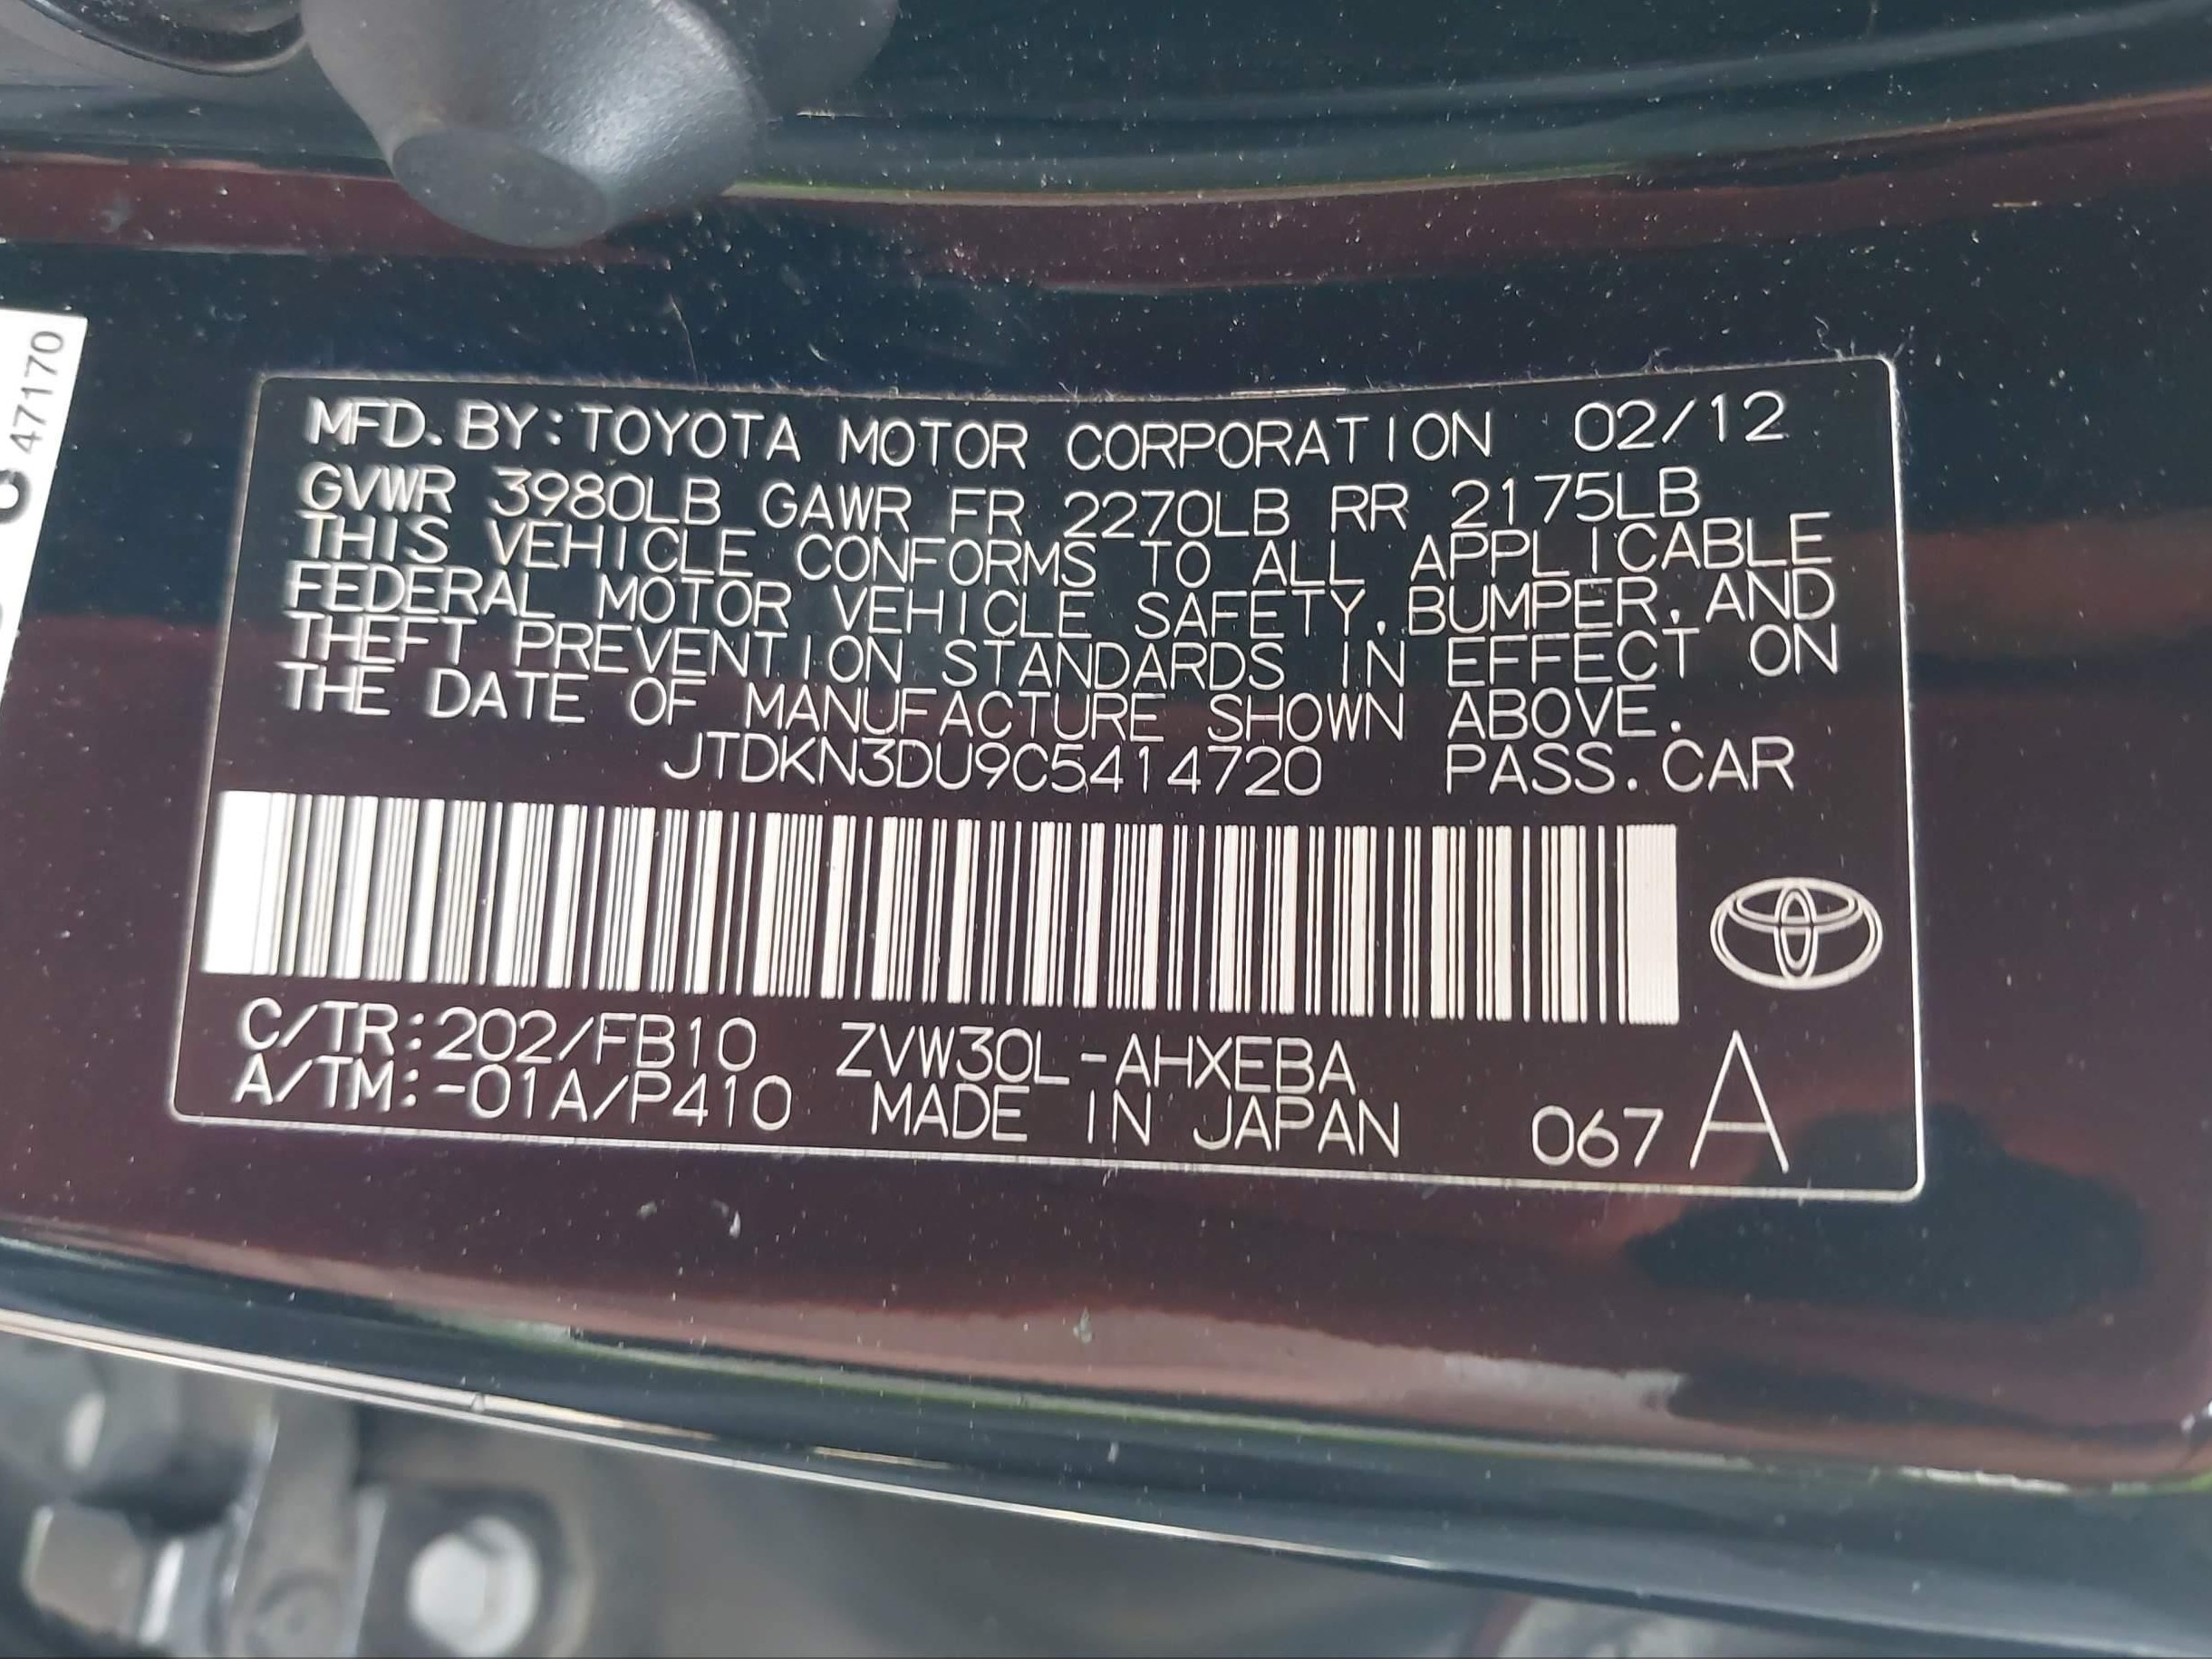 47170
MFD. BY: TOYOTA MOTOR CORPORATION 02/12
GVWR 3980LB GAWR FR 2270LB RR 2175LB
THIS VEHICLE CONFORMS TO ALL APPLICABLE
FEDERAL MOTOR VEHICLE SAFETY, BUMPER, AND
THEFT PREVENTION STANDARDS IN EFFECT ON
THE DATE OF MANUFACTURE SHOWN ABOVE.
JTDKN3DU9C5414720 PASS. CAR
C/TR: 202/FB10 ZVW30L-AHXEBA
A/TM: -01A/P410 MADE IN JAPAN 067 A